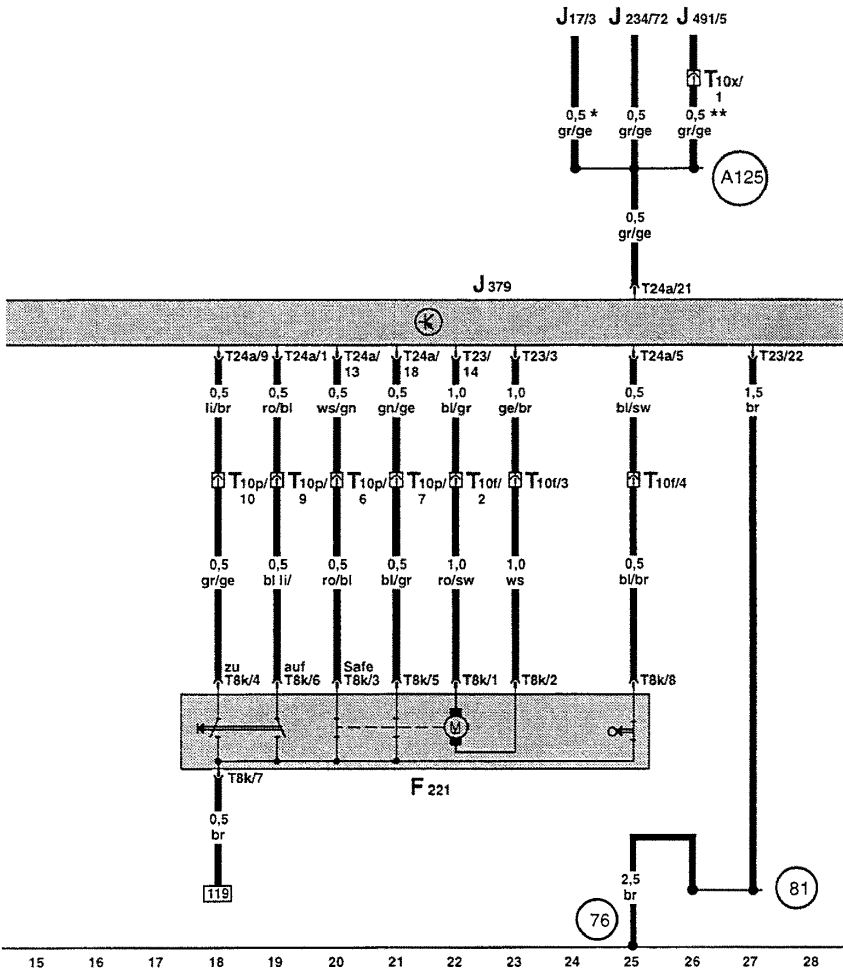 J 17/3 J 234/72 J 491/5
T10x/
1
0,5 * 0,5 0,5 **
gr/ge gr/ge gr/ge
A125
0,5
gr/ge
J 379 T24a/21
T24a/9 T24a/1 T24a/ T24a/ T23/ T23/3 T24a/5 T23/22
13 18 14
0,5 0,5 0,5 0,5 1,0 1,0 0,5 1,5
li/br ro/bl ws/gn gn/ge bl/gr ge/br bl/sw br
T10p/ T10p/ T10p/ T10p/ T10f/ T10f/3 T10f/4
10 9 6 7 2
0,5 0,5 0,5 0,5 1,0 1,0 0,5
gr/ge bl li/ ro/bl bl/gr ro/sw ws bl/br
zu auf Safe
T8k/4 T8k/6 T8k/3 T8k/5 T8k/1 T8k/2 T8k/8
M
T8k/7
F 221
0,5
br
119
2,5
br
81
76
15 16 17 18 19 20 21 22 23 24 25 26 27 28